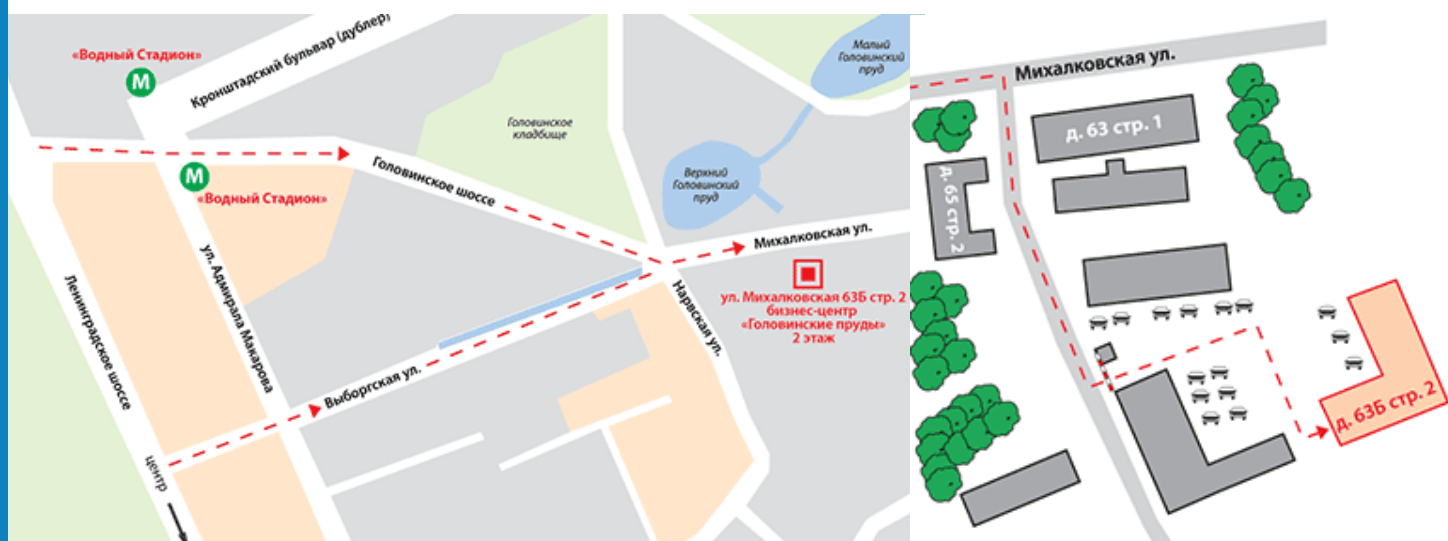 «Водный Стадион»
М
Кронштадский бульвар (дублер)
Малый
Головинский
пруд
Головинское
кладбище
М
«Водный Стадион»
Головинское шоссе
Верхний
Головинский
пруд
Михалковская ул.
ул. Адмирала Макарова
Ленинградское шоссе
ул. Михалковская 63Б стр. 2
бизнес-центр
«Головинские пруды»
2 этаж
Нарвская ул.
Выборгская ул.
центр
Михалковская ул.
д. 63 стр. 1
д. 65 стр. 2
д. 63Б стр. 2